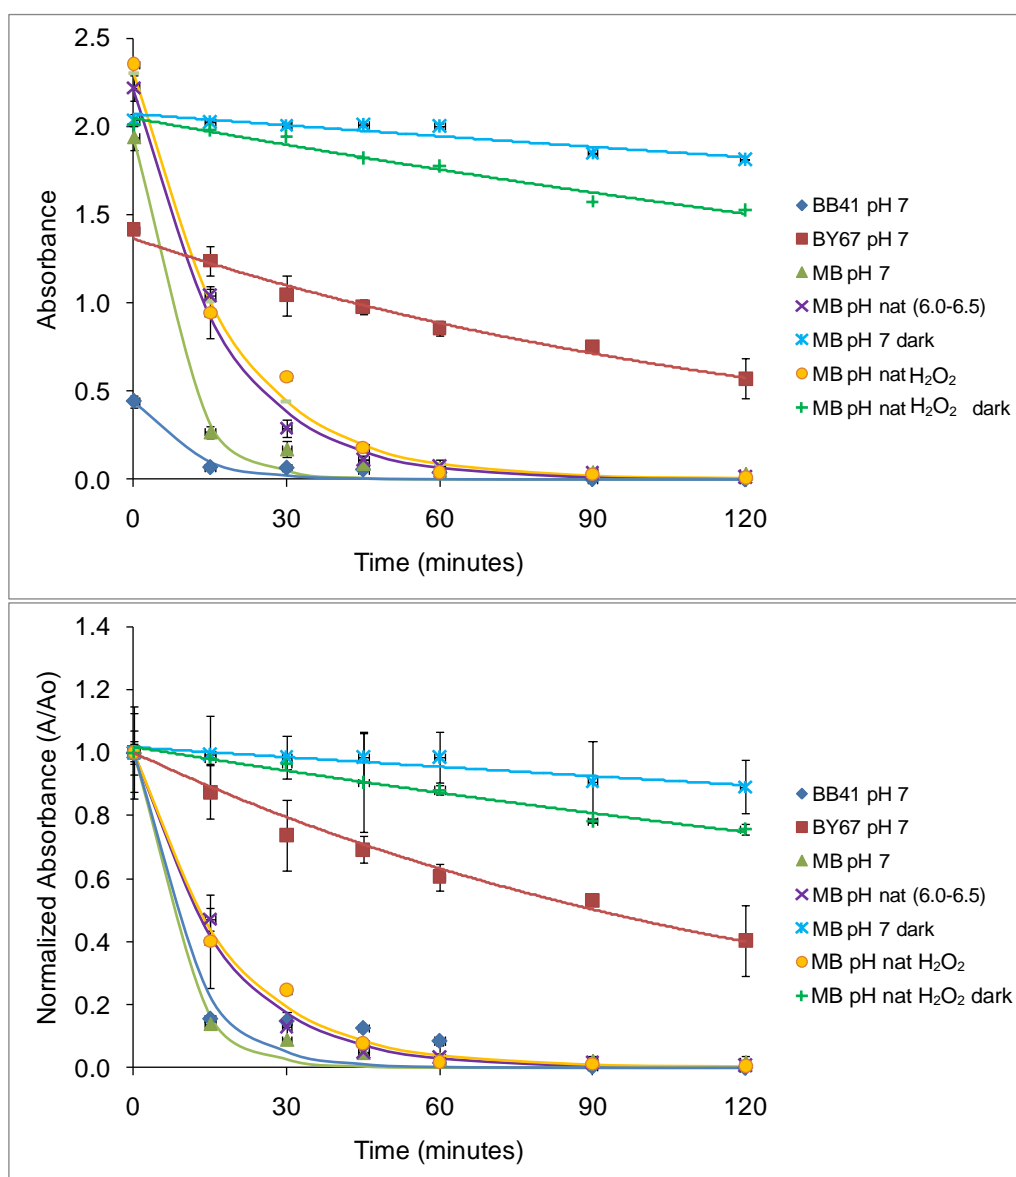 2.5
2.0
1.5
1.0
0.5
0.0
Absorbance
0 30 60 90 120
Time (minutes)
BB41 pH 7
BY67 pH 7
MB pH 7
MB pH nat (6.0-6.5)
MB pH 7 dark
MB pH nat H₂O₂
MB pH nat H₂O₂ dark
1.4
1.2
1.0
0.8
0.6
0.4
0.2
0.0
Normalized Absorbance (A/Ao)
0 30 60 90 120
Time (minutes)
BB41 pH 7
BY67 pH 7
MB pH 7
MB pH nat (6.0-6.5)
MB pH 7 dark
MB pH nat H₂O₂
MB pH nat H₂O₂ dark